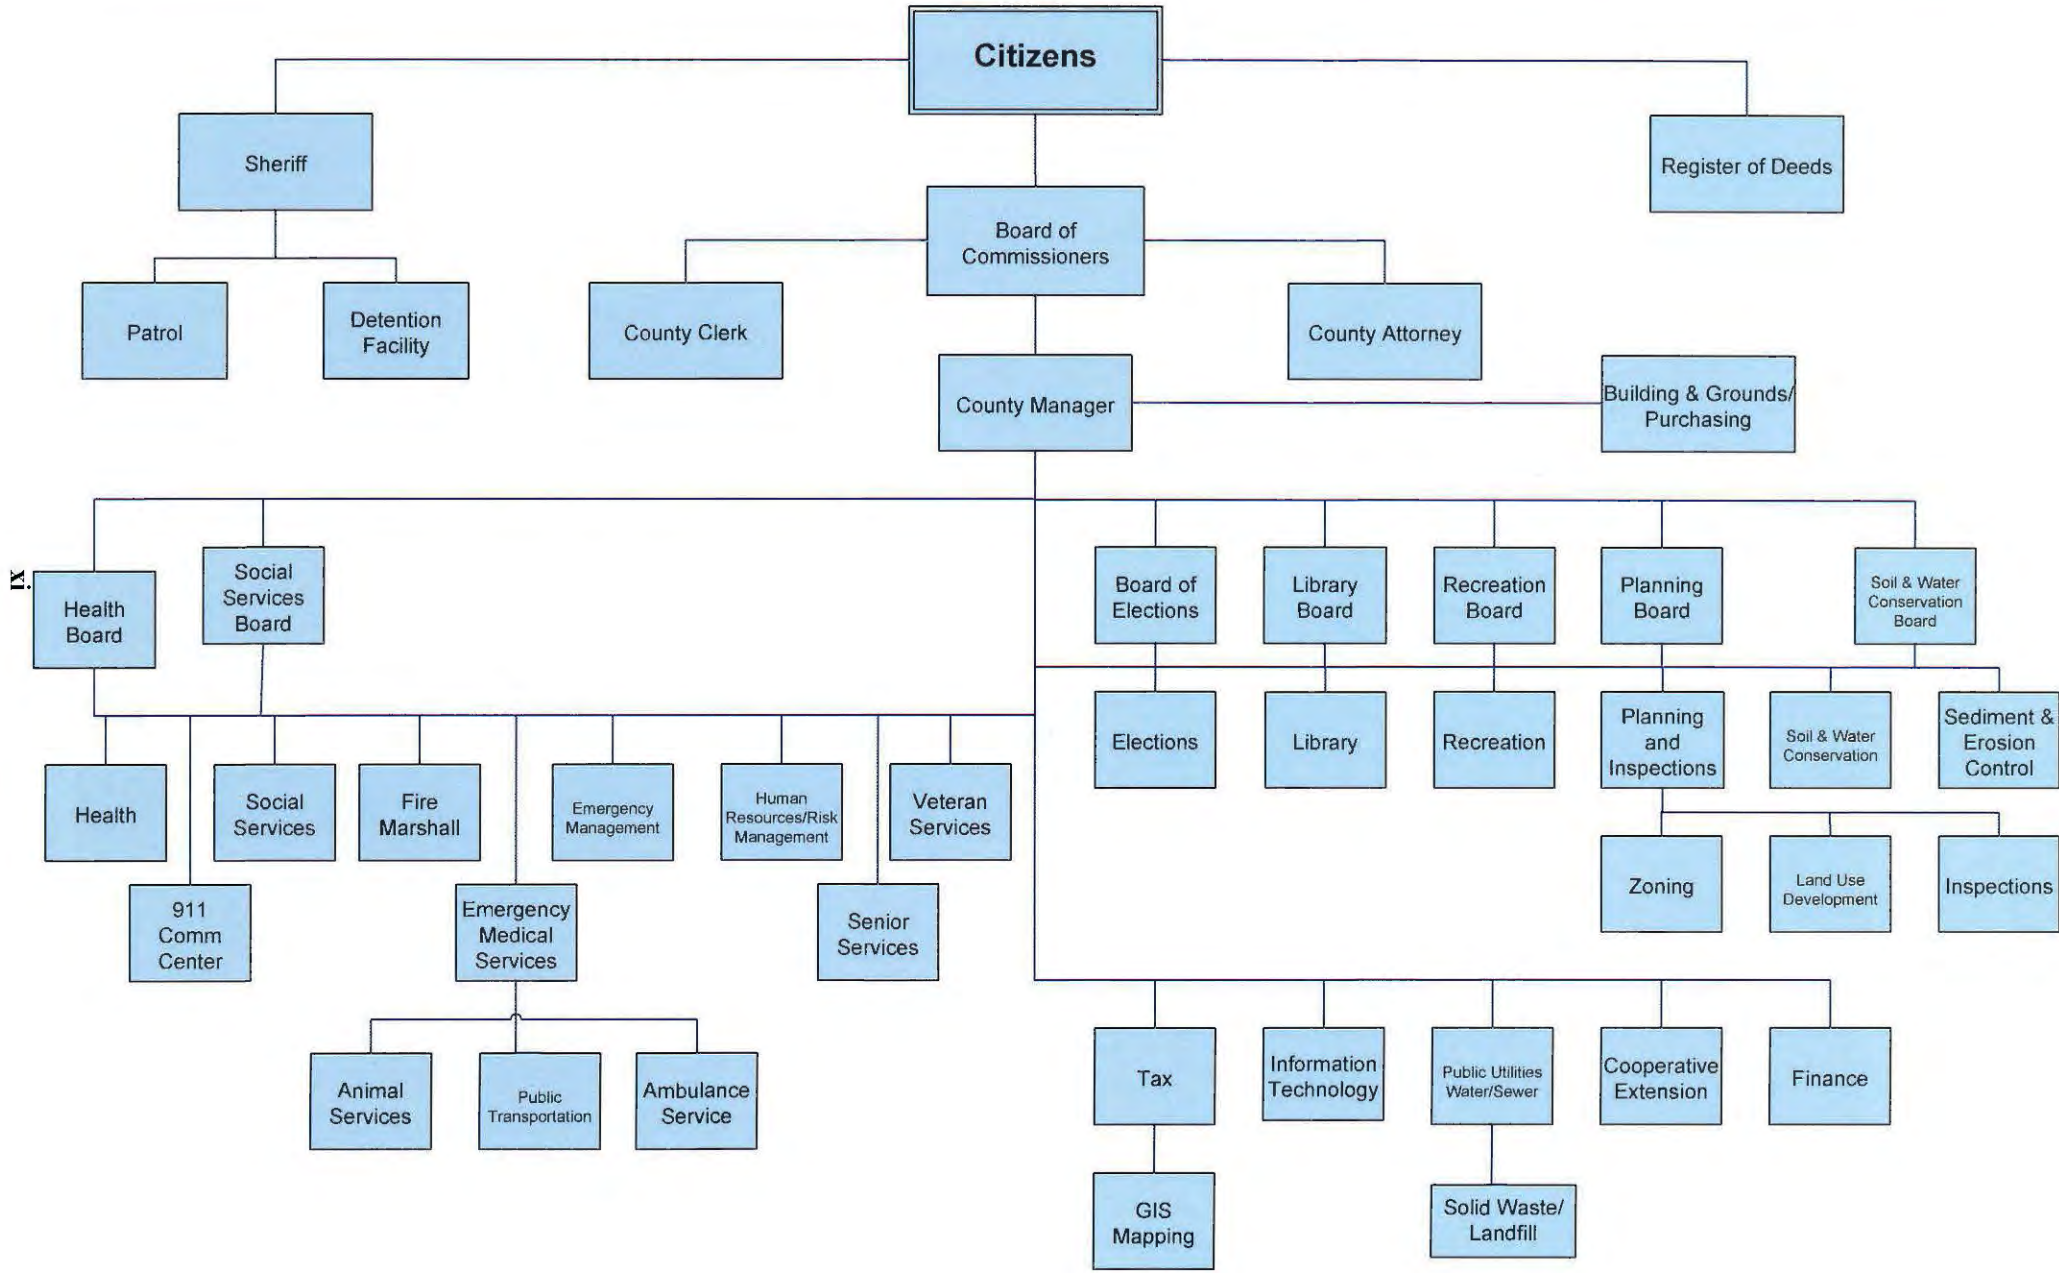 Citizens
Sheriff
Register of Deeds
Board of
Commissioners
Patrol
Detention
Facility
County Clerk
County Attorney
County Manager
Building & Grounds/
Purchasing
ix
Health
Board
Social
Services
Board
Board of
Elections
Library
Board
Recreation
Board
Planning
Board
Soil & Water
Conservation
Board
Elections
Library
Recreation
Planning
and
Inspections
Soil & Water
Conservation
Sediment &
Erosion
Control
Health
Social
Services
Fire
Marshall
Emergency
Management
Human
Resources/Risk
Management
Veteran
Services
Zoning
Land Use
Development
Inspections
911
Comm
Center
Emergency
Medical
Services
Senior
Services
Animal
Services
Public
Transportation
Ambulance
Service
Tax
Information
Technology
Public Utilities
Water/Sewer
Cooperative
Extension
Finance
GIS
Mapping
Solid Waste/
Landfill